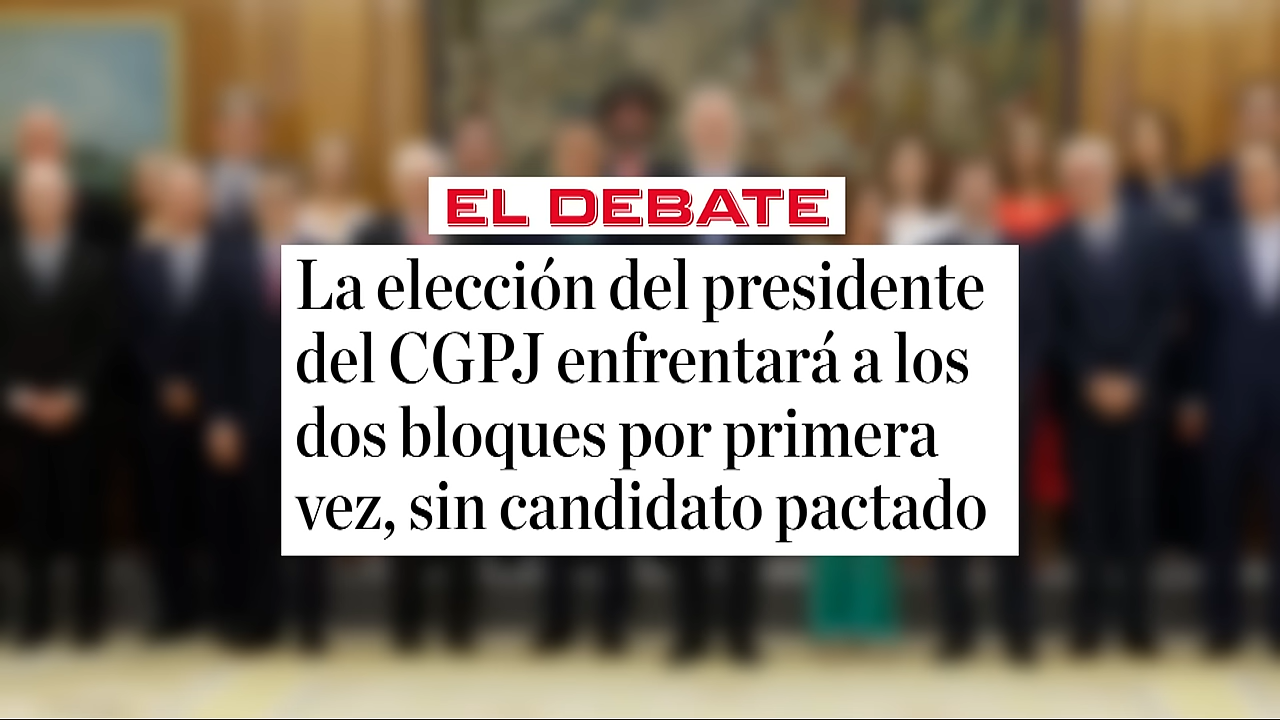 EL DEBATE
La elección del presidente
del CGPJ enfrentará a los
dos bloques por primera
vez, sin candidato pactado